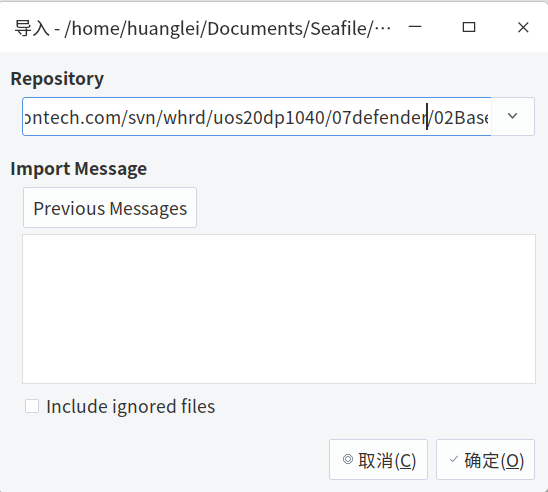 导入 - /home/huanglei/Documents/Seafile/···
Repository
ontech.com/svn/whrd/uos20dp1040/07defender/02Base
Import Message
Previous Messages
Include ignored files
取消(C) 确定(O)